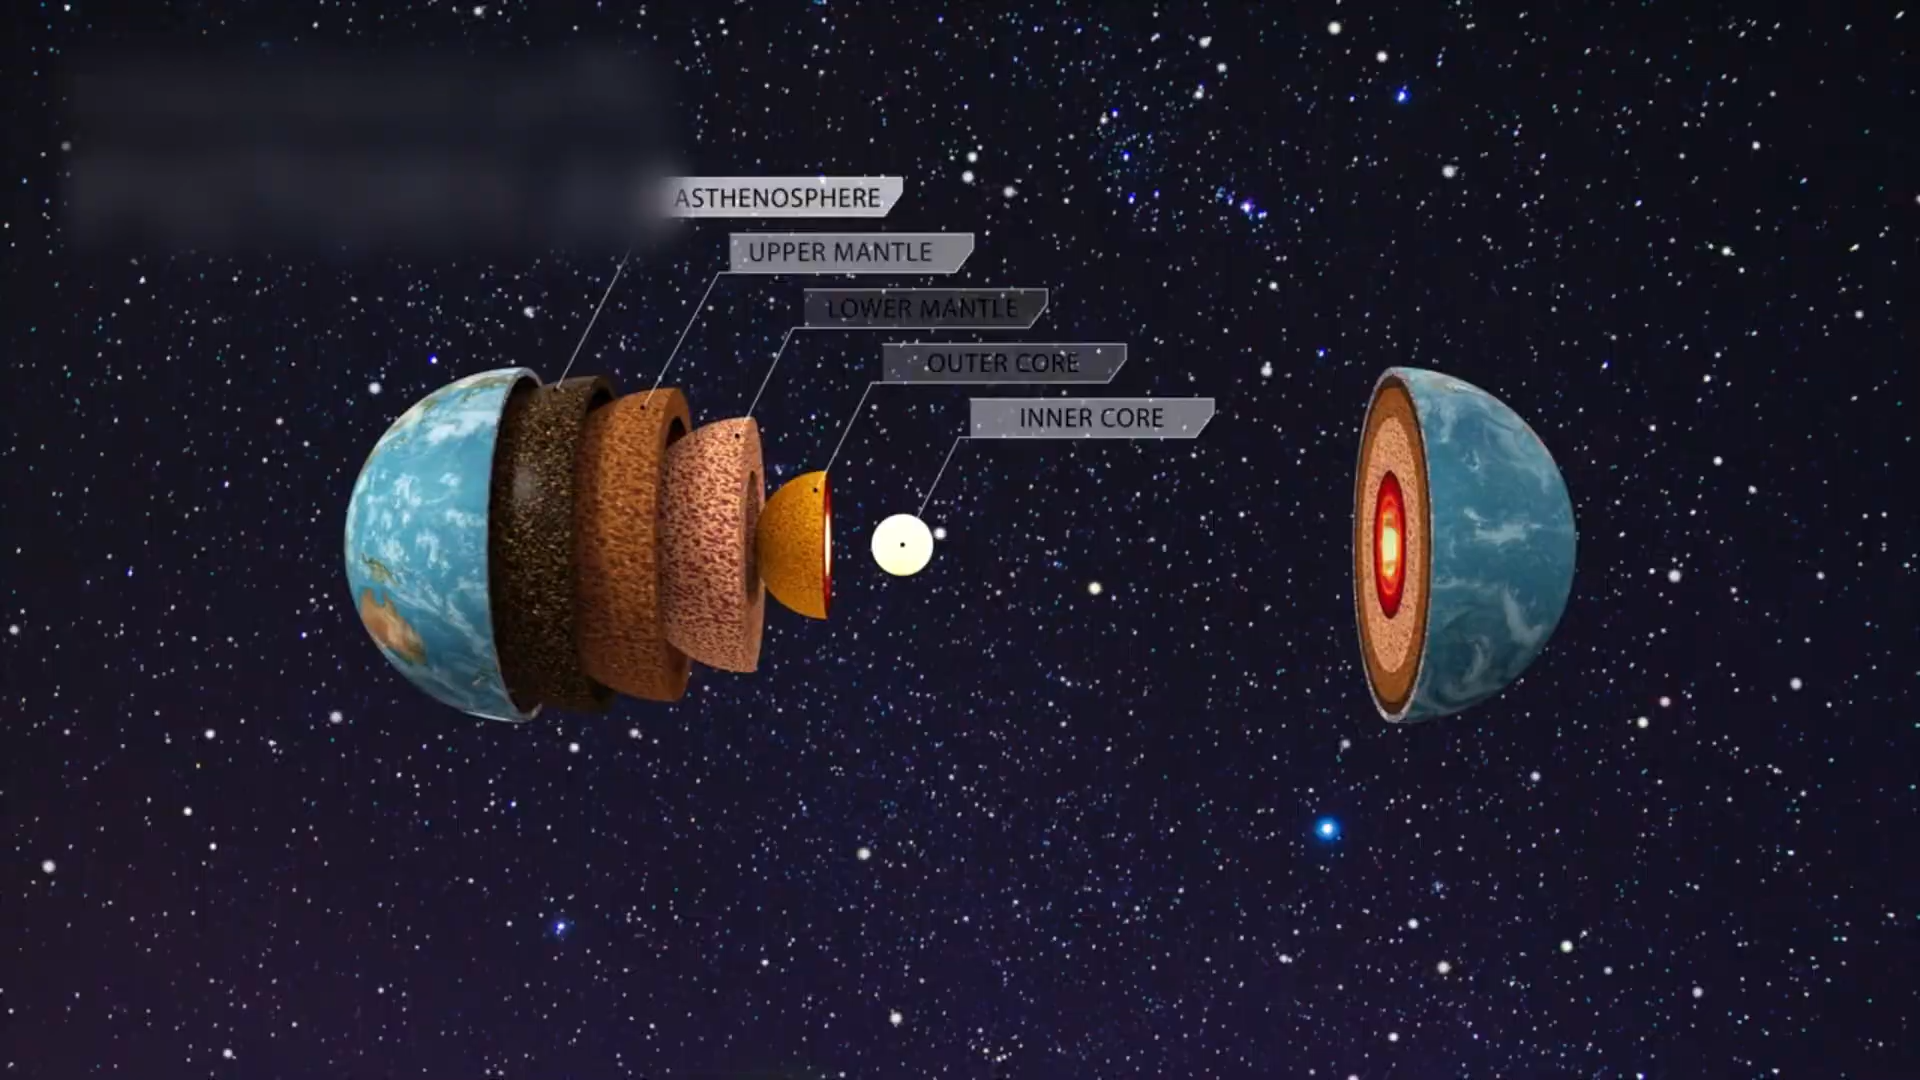 ASTHENOSPHERE
UPPER MANTLE
LOWER MANTLE
OUTER CORE
INNER CORE